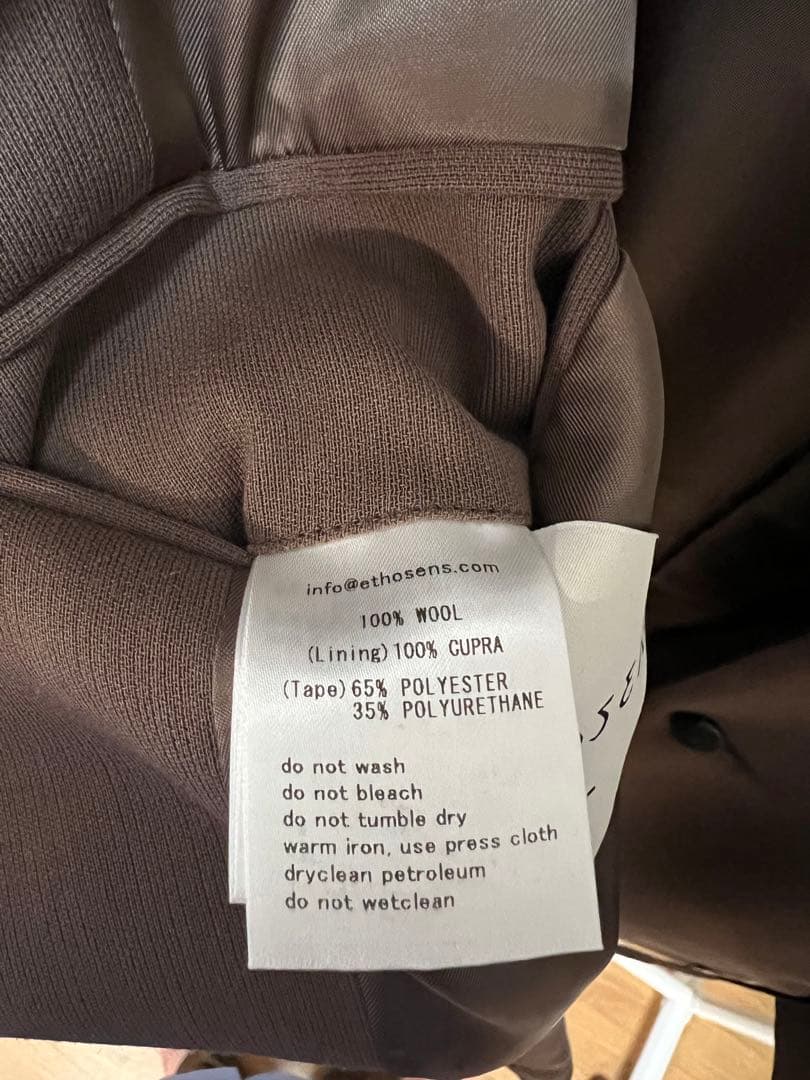 info@ethosens.com
100% WOOL
(Lining)100% CUPRA
(Tape)65% POLYESTER
35% POLYURETHANE
do not wash
do not bleach
do not tumble dry
warm iron, use press cloth
dryclean petroleum
do not wetclean